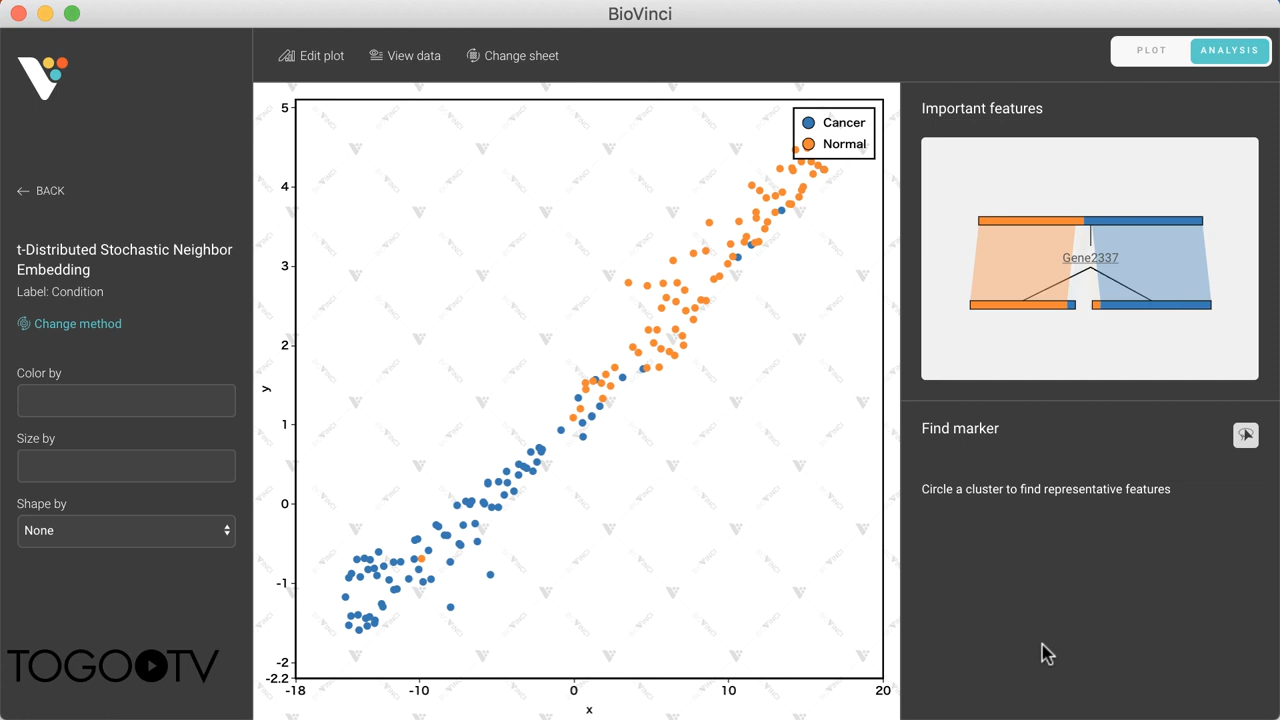 BioVinci
Edit plot
View data
Change sheet
PLOT
ANALYSIS
← BACK
t-Distributed Stochastic Neighbor
Embedding
Label: Condition
Change method
Color by
Size by
Shape by
None
TOGO TV
5
4
3
2
1
0
-1
-2
-2.2
y
-18
-10
0
10
20
x
Cancer
Normal
Important features
Gene2337
Find marker
Circle a cluster to find representative features